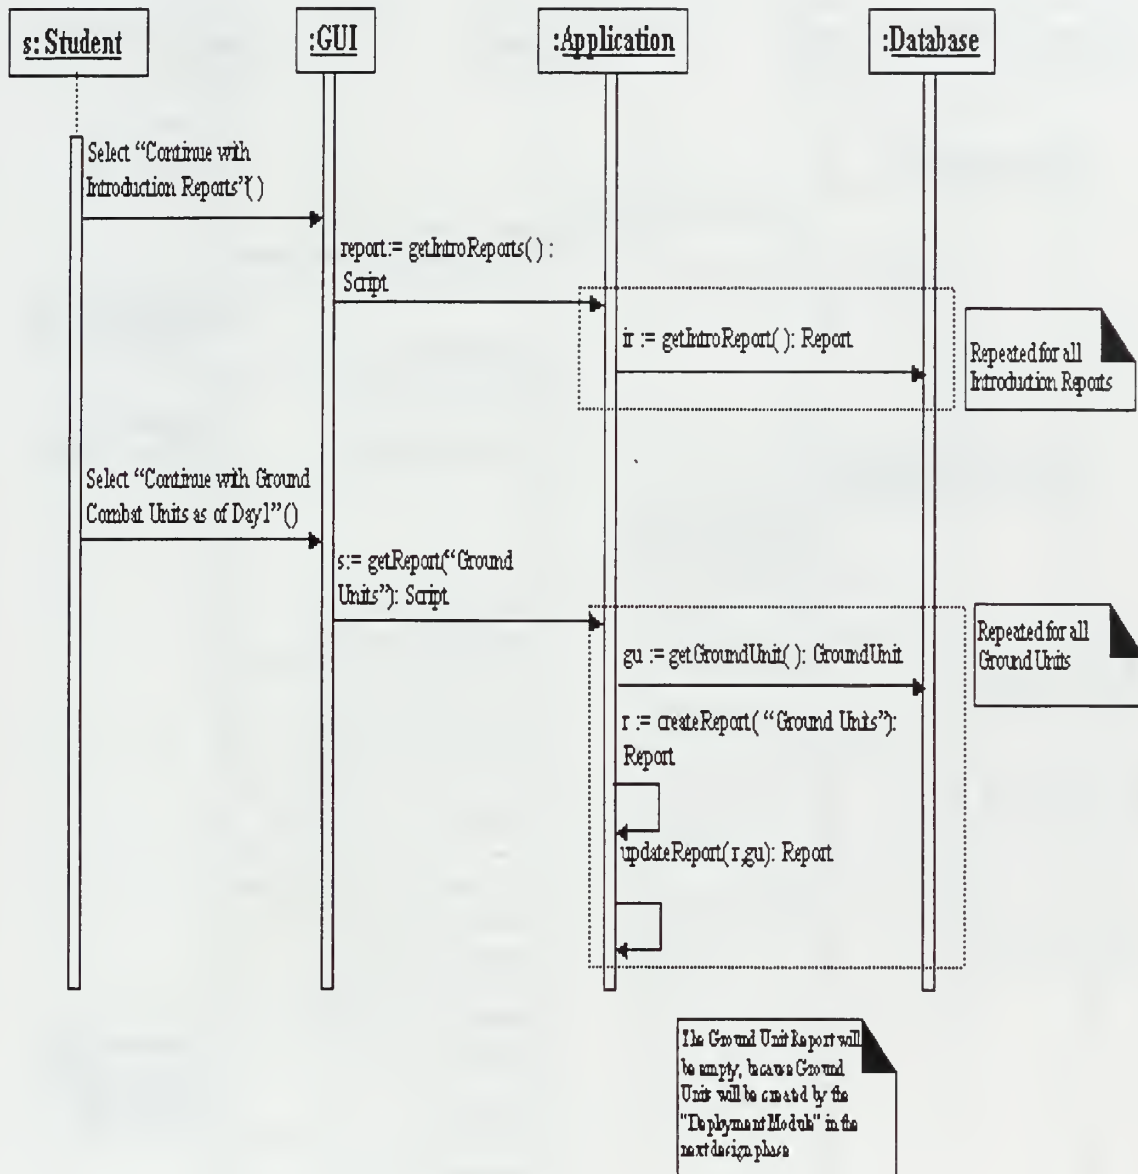 s: Student
:GUI
:Application
:Database
Select “Continue with
Introduction Reports”( )
report:= getIntroReports( ) :
Script
ir := getIntroReport( ): Report
Repeated for all
Introduction Reports
Select “Continue with Ground
Combat Units as of Day1” ()
s:= getReport(“Ground
Units”): Script
gu := getGroundUnit( ): GroundUnit
Repeated for all
Ground Units
r := createReport( “Ground Units”):
Report
updateReport(r,gu): Report
The Ground Unit Report will
be empty, because Ground
Units will be created by the
"Deployment Module" in the
next design phase